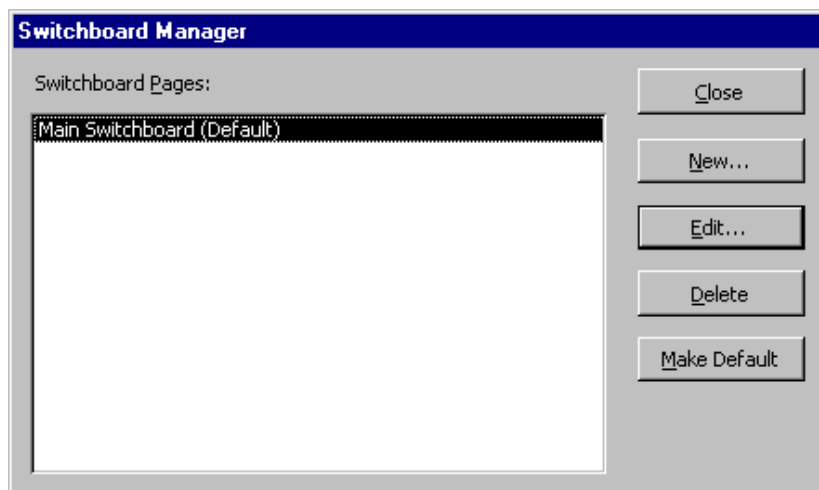 Switchboard Manager
Switchboard Pages:
Close
Main Switchboard (Default)
New...
Edit...
Delete
Make Default